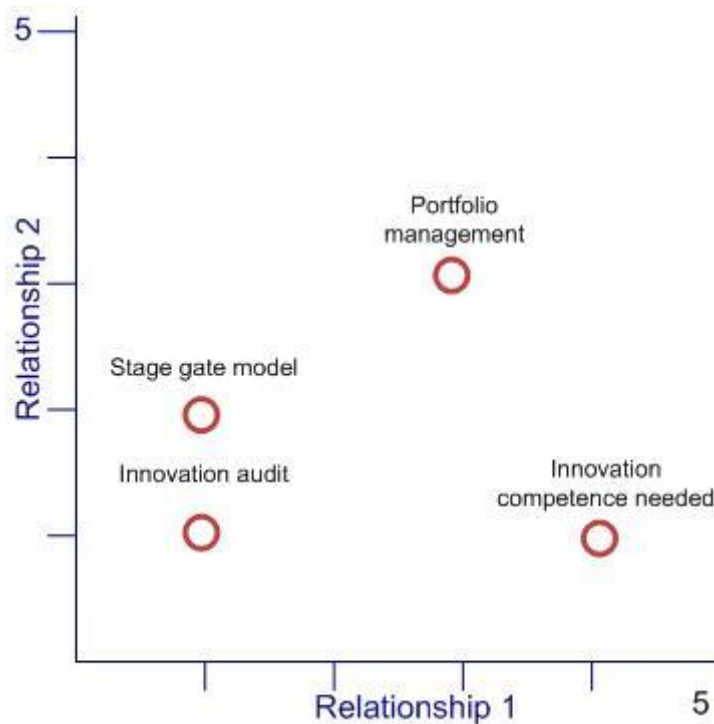 5
Relationship 2
Portfolio
management
Stage gate model
Innovation audit
Innovation
competence needed
Relationship 1
5